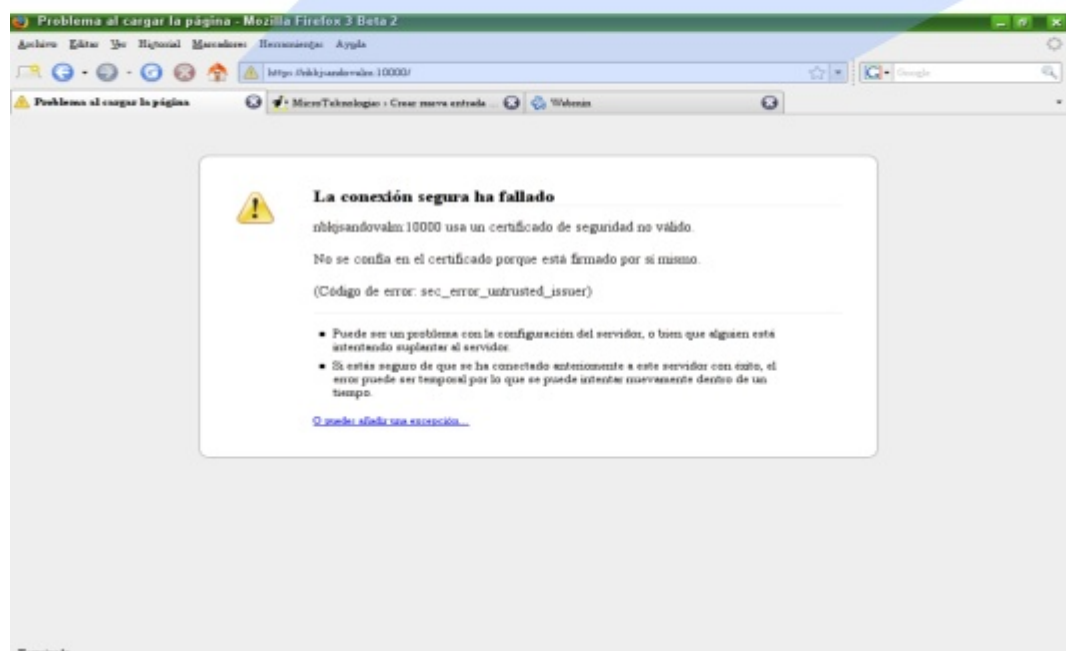 Problema al cargar la página - Mozilla Firefox 3 Beta 2
Archivo Editar Ver Historial Marcadores Herramientas Ayuda
https://nbkjsandovalm:10000/
Google
Problema al cargar la página
MicroTeknologias › Crear nueva entrada ...
Webmin
La conexión segura ha fallado
nbkjsandovalm:10000 usa un certificado de seguridad no válido.
No se confía en el certificado porque está firmado por sí mismo.
(Código de error: sec_error_untrusted_issuer)
Puede ser un problema con la configuración del servidor, o bien que alguien está
intentando suplantar al servidor.
Si estás seguro de que se ha conectado anteriormente a este servidor con éxito, el
error puede ser temporal por lo que se puede intentar nuevamente dentro de un
tiempo.
O puedes añadir una excepción...